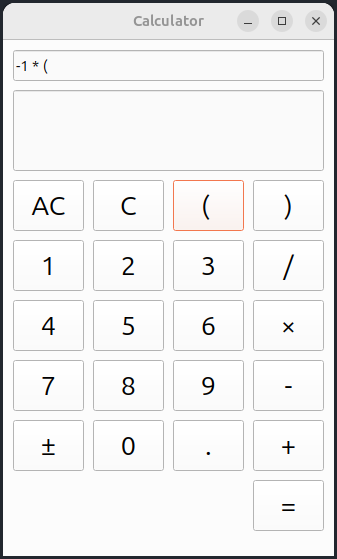 Calculator
-1 * (
AC C ( )
1 2 3 /
4 5 6 ×
7 8 9 -
± 0 . +
=